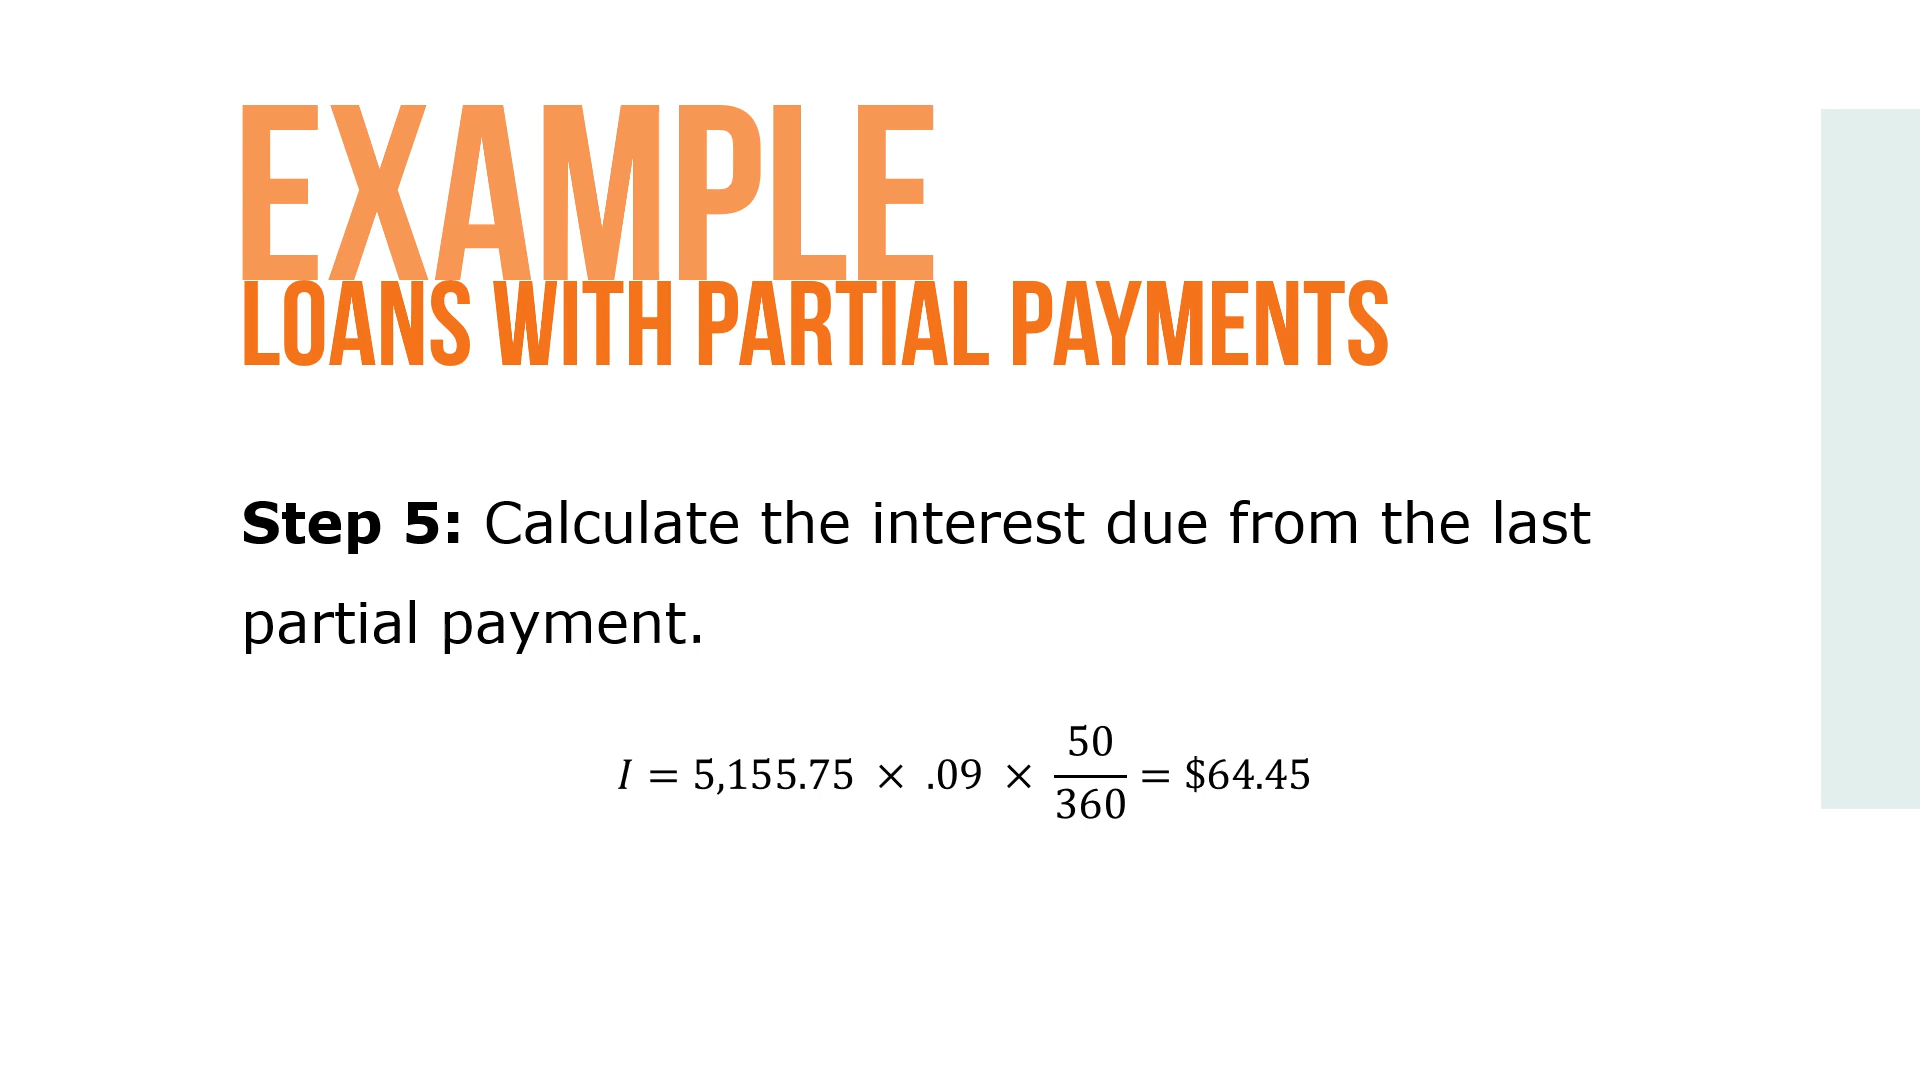 EXAMPLE
LOANS WITH PARTIAL PAYMENTS
Step 5: Calculate the interest due from the last
partial payment.
I = 5,155.75 × .09 × 50/360 = $64.45